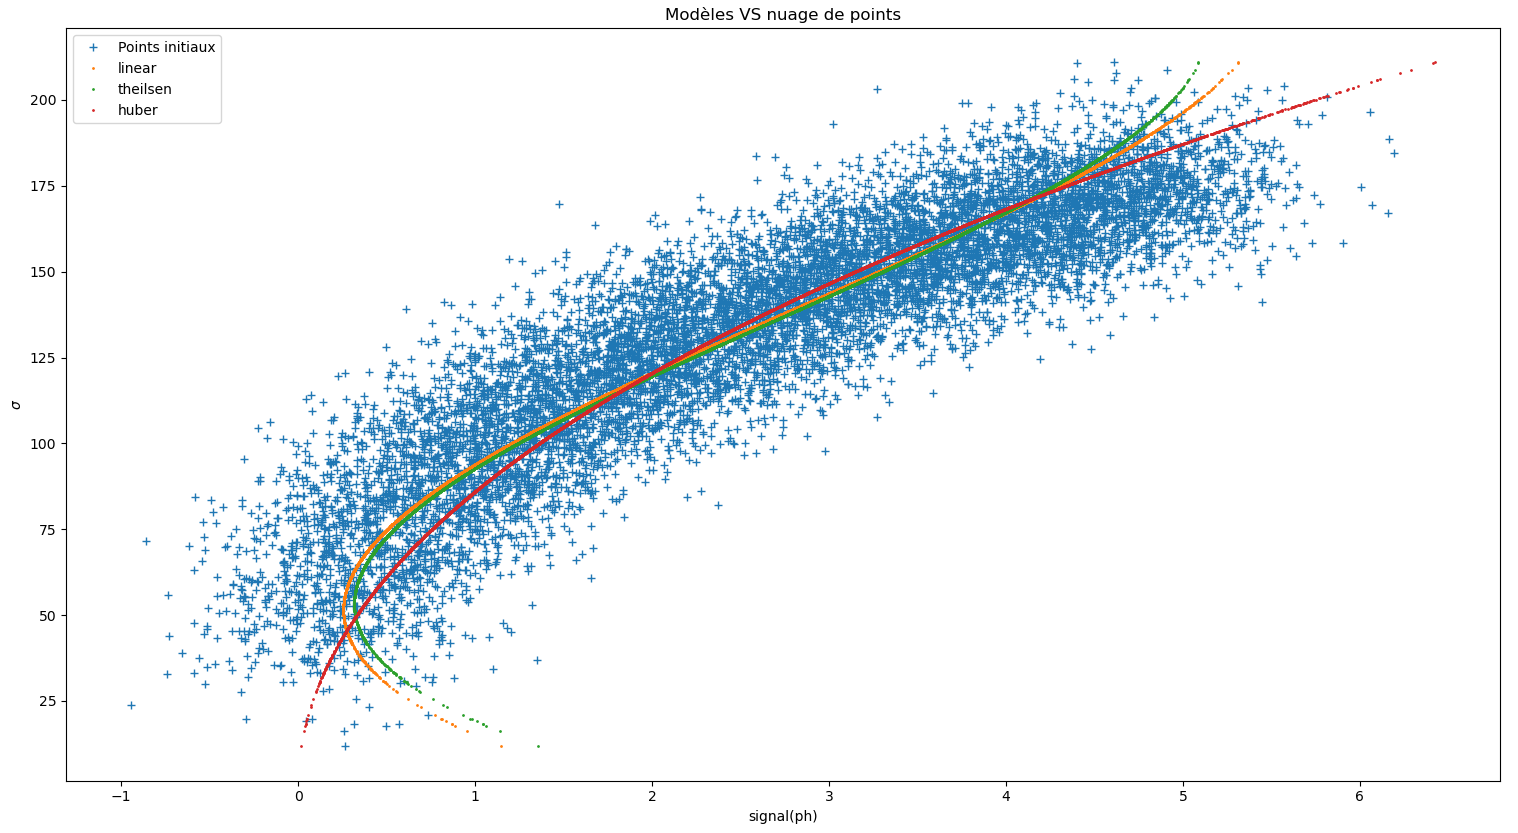 Modèles VS nuage de points
Points initiaux
linear
theilsen
huber
200
175
150
125
100
75
50
25
σ
−1
0
1
2
3
4
5
6
signal(ph)